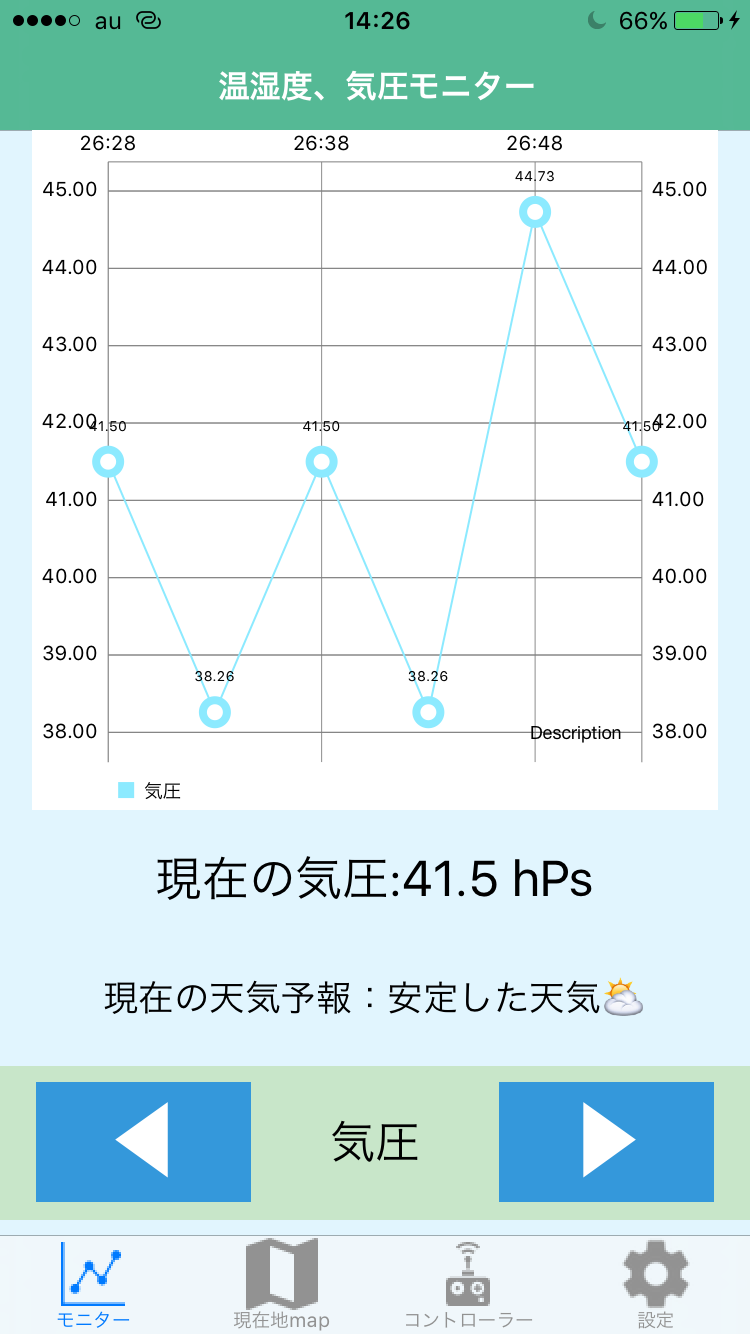 au 14:26 66%
温湿度、気圧モニター
26:28 26:38 26:48
44.73
45.00 45.00
44.00 44.00
43.00 43.00
42.00 42.00
41.50 41.50 41.50
41.00 41.00
40.00 40.00
39.00 39.00
38.26 38.26
38.00 Description 38.00
気圧
現在の気圧:41.5 hPs
現在の天気予報：安定した天気⛅
気圧
モニター 現在地map コントローラー 設定